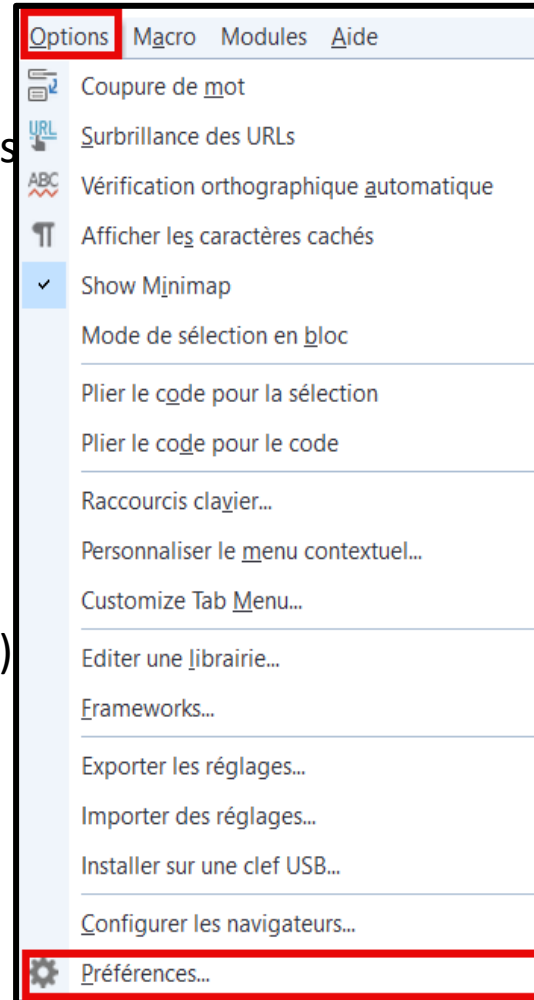 Options Macro Modules Aide
Coupure de mot
URL Surbrillance des URLs
s
ABC Vérification orthographique automatique
¶ Afficher les caractères cachés
Show Minimap
Mode de sélection en bloc
Plier le code pour la sélection
Plier le code pour le code
Raccourcis clavier...
Personnaliser le menu contextuel...
Customize Tab Menu...
)
Editer une librairie...
Frameworks...
Exporter les réglages...
Importer des réglages...
Installer sur une clef USB...
Configurer les navigateurs...
Préférences...